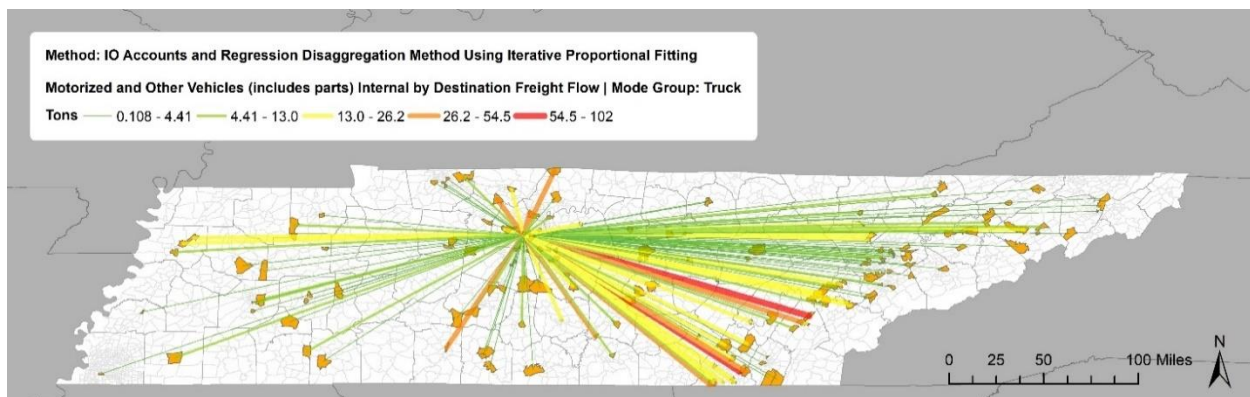 Method: IO Accounts and Regression Disaggregation Method Using Iterative Proportional Fitting
Motorized and Other Vehicles (includes parts) Internal by Destination Freight Flow | Mode Group: Truck
Tons 0.108 - 4.41 4.41 - 13.0 13.0 - 26.2 26.2 - 54.5 54.5 - 102
N
0 25 50 100 Miles